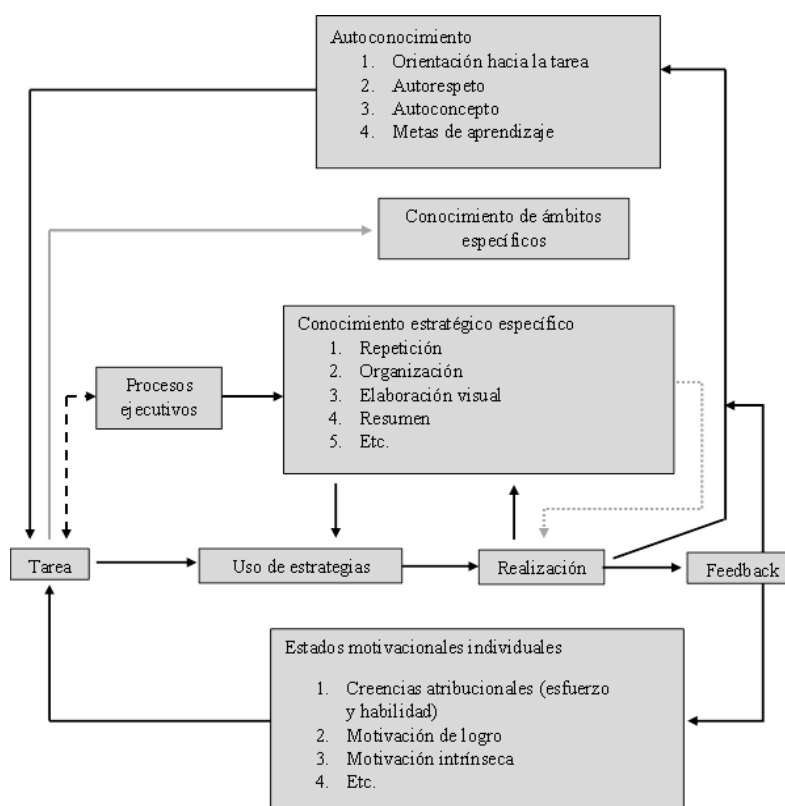 Autoconocimiento
1. Orientación hacia la tarea
2. Autorespeto
3. Autoconcepto
4. Metas de aprendizaje
Conocimiento de ámbitos
específicos
Conocimiento estratégico específico
1. Repetición
2. Organización
3. Elaboración visual
4. Resumen
5. Etc.
Procesos
ejecutivos
Tarea
Uso de estrategias
Realización
Feedback
Estados motivacionales individuales
1. Creencias atribucionales (esfuerzo
y habilidad)
2. Motivación de logro
3. Motivación intrínseca
4. Etc.